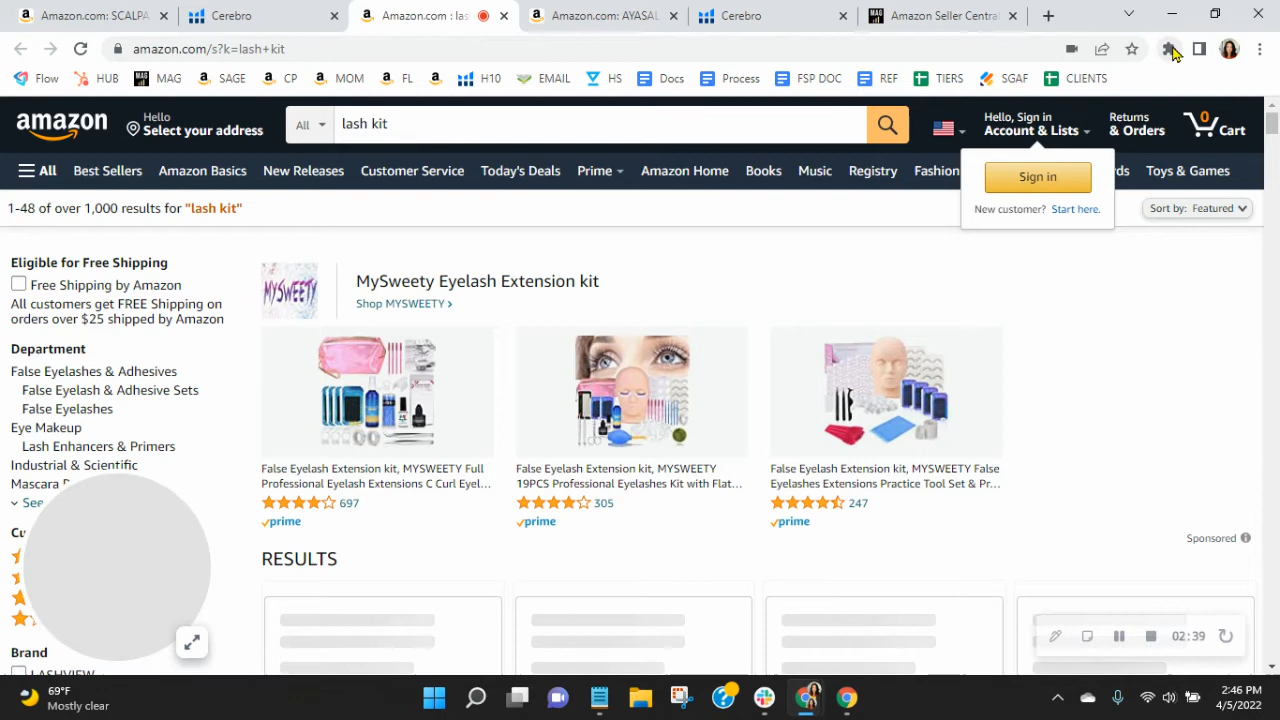 Amazon.com: SCALPA
Cerebro
Amazon.com : las
Amazon.com: AYASAL
Cerebro
MAG
Amazon Seller Central
amazon.com/s?k=lash+kit
Flow
HUB
MAG
MAG
SAGE
CP
MOM
FL
H10
EMAIL
HS
Docs
Process
FSP DOC
REF
TIERS
SGAF
CLIENTS
amazon
Hello
Select your address
All
lash kit
Hello, Sign in
Account & Lists
Returns
& Orders
0
Cart
All
Best Sellers
Amazon Basics
New Releases
Customer Service
Today's Deals
Prime
Amazon Home
Books
Music
Registry
Fashion
Toys & Games
Sign in
New customer? Start here.
1-48 of over 1,000 results for "lash kit"
Sort by: Featured
Eligible for Free Shipping
Free Shipping by Amazon
All customers get FREE Shipping on
orders over $25 shipped by Amazon
Department
False Eyelashes & Adhesives
False Eyelash & Adhesive Sets
False Eyelashes
Eye Makeup
Lash Enhancers & Primers
Industrial & Scientific
Mascara
See
Brand
LASHVIEW
MYSWEETY
MySweety Eyelash Extension kit
Shop MYSWEETY
False Eyelash Extension kit, MYSWEETY Full
Professional Eyelash Extensions C Curl Eyel...
697
prime
False Eyelash Extension kit, MYSWEETY
19PCS Professional Eyelashes Kit with Flat...
305
prime
False Eyelash Extension kit, MYSWEETY False
Eyelashes Extensions Practice Tool Set & Pr...
247
prime
Sponsored
RESULTS
02:39
69°F
Mostly clear
2:46 PM
4/5/2022